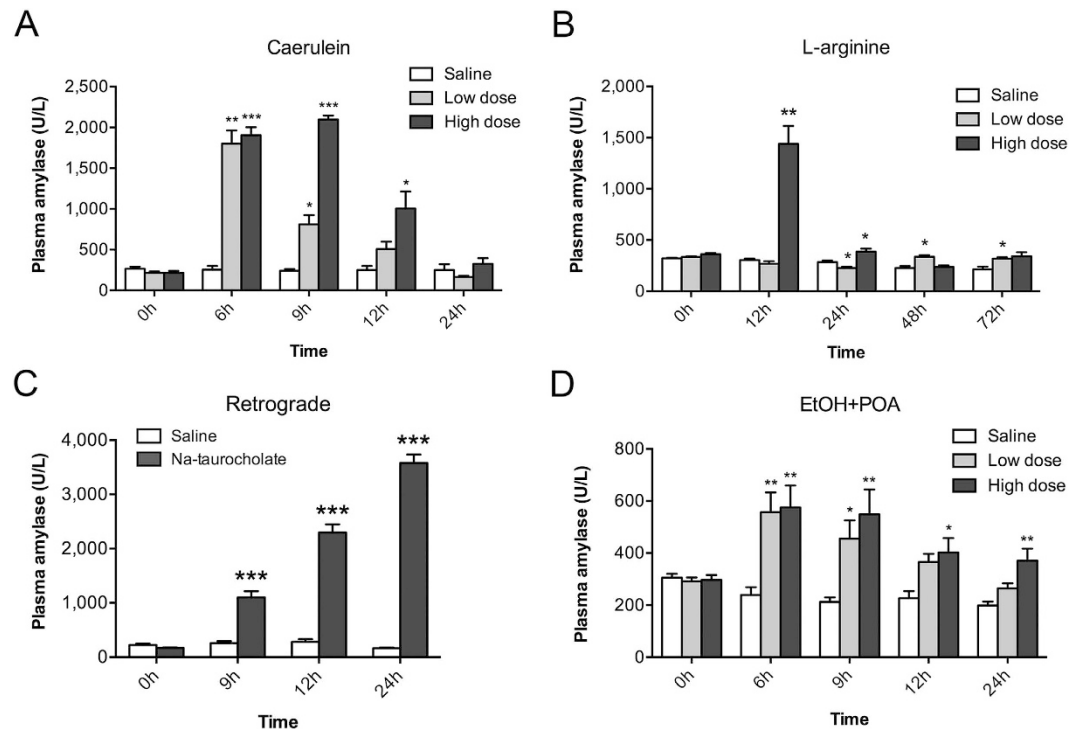 A
Caerulein
Plasma amylase (U/L)
2,500
2,000
1,500
1,000
500
0
Saline
Low dose
High dose
** *** * *** *
0h 6h 9h 12h 24h
Time
B
L-arginine
Plasma amylase (U/L)
2,000
1,500
1,000
500
0
Saline
Low dose
High dose
** * * * *
0h 12h 24h 48h 72h
Time
C
Retrograde
Plasma amylase (U/L)
4,000
3,000
2,000
1,000
0
Saline
Na-taurocholate
*** *** ***
0h 9h 12h 24h
Time
D
EtOH+POA
Plasma amylase (U/L)
800
600
400
200
0
Saline
Low dose
High dose
** ** * ** * **
0h 6h 9h 12h 24h
Time